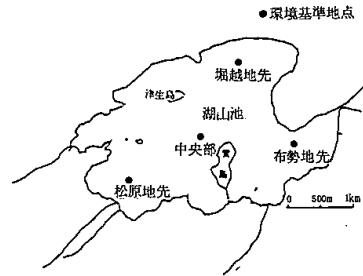 ●環境基準地点
堀越地先
津生島
湖山池
中央部
布勢地先
青
島
松原地先
0 500m 1km